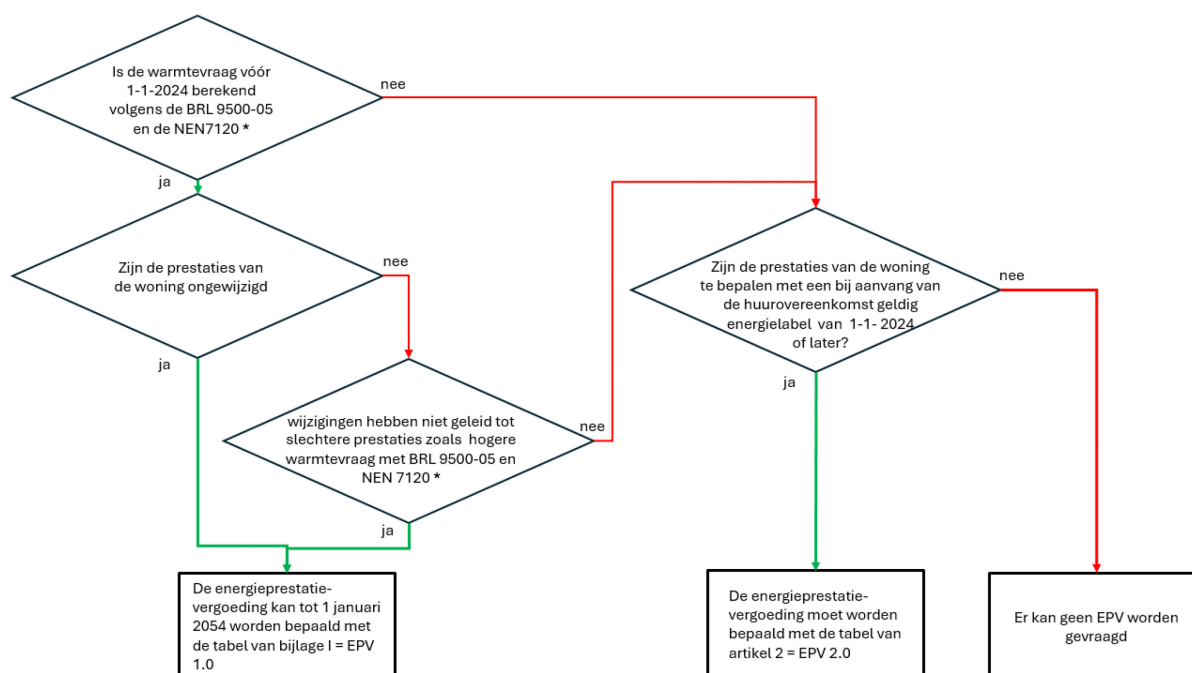 Is de warmtevraag vóór
1-1-2024 berekend
volgens de BRL 9500-05
en de NEN7120 *
nee
ja
Zijn de prestaties van
de woning ongewijzigd
nee
ja
wijzigingen hebben niet geleid tot
slechtere prestaties zoals hogere
warmtevraag met BRL 9500-05 en
NEN 7120 *
nee
ja
Zijn de prestaties van de woning
te bepalen met een bij aanvang van
de huurovereenkomst geldig
energielabel van 1-1- 2024
of later?
nee
ja
De energieprestatie-
vergoeding kan tot 1 januari
2054 worden bepaald met
de tabel van bijlage I = EPV
1.0
De energieprestatie-
vergoeding moet worden
bepaald met de tabel van
artikel 2 = EPV 2.0
Er kan geen EPV worden
gevraagd